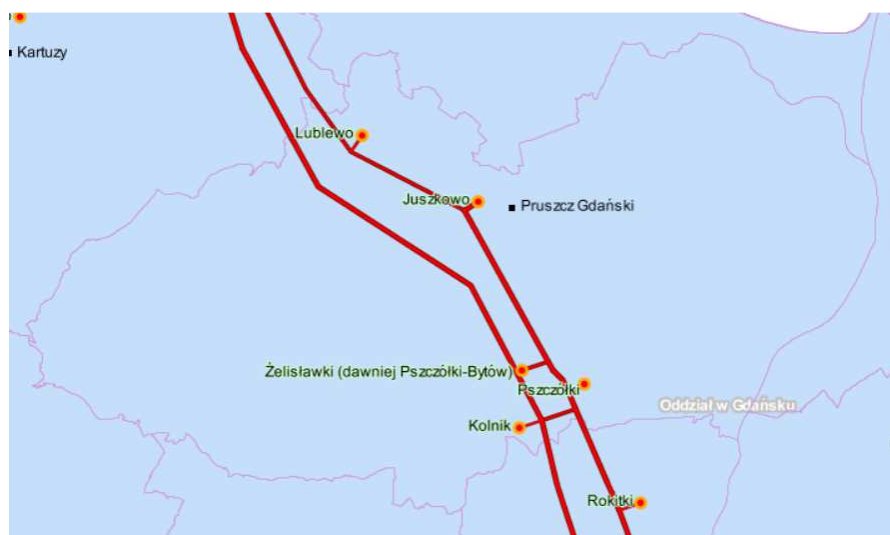 Kartuzy
Lublewo
Juszkowo
Pruszcz Gdański
Żelisławki (dawniej Pszczółki-Bytów)
Pszczółki
Oddział w Gdańsku
Kolnik
Rokitki